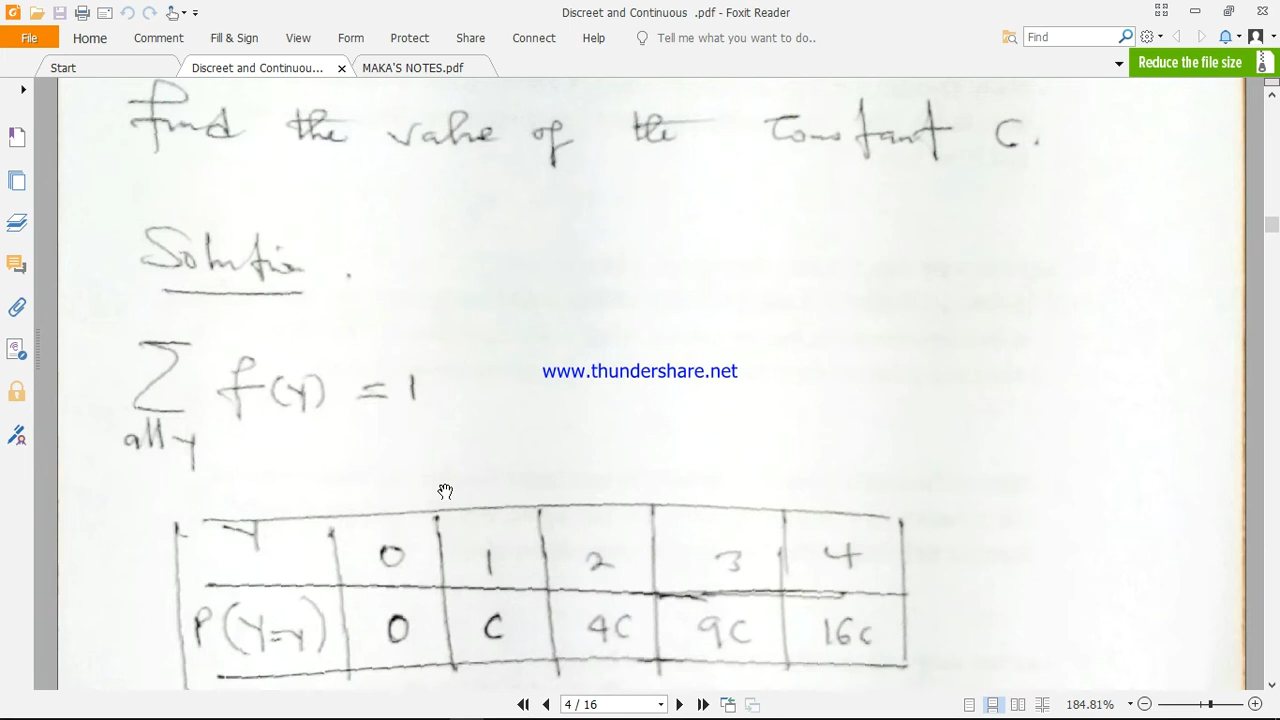 Discreet and Continuous .pdf - Foxit Reader
File Home Comment Fill & Sign View Form Protect Share Connect Help Tell me what you want to do.. Find
Start Discreet and Continuou... MAKA'S NOTES.pdf Reduce the file size
find the value of the constant C.
Solution.
∑ f(y) = 1
all y
www.thundershare.net
Y 0 1 2 3 4
P(Y=y) 0 C 4C 9C 16C
4 / 16 184.81%